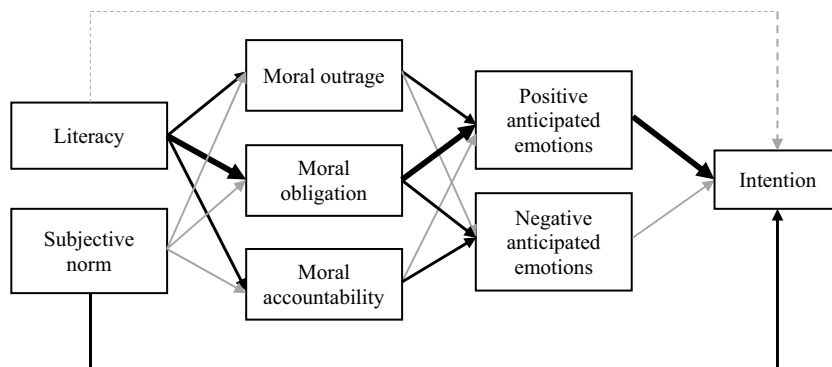 Literacy
Subjective
norm
Moral outrage
Moral
obligation
Moral
accountability
Positive
anticipated
emotions
Negative
anticipated
emotions
Intention